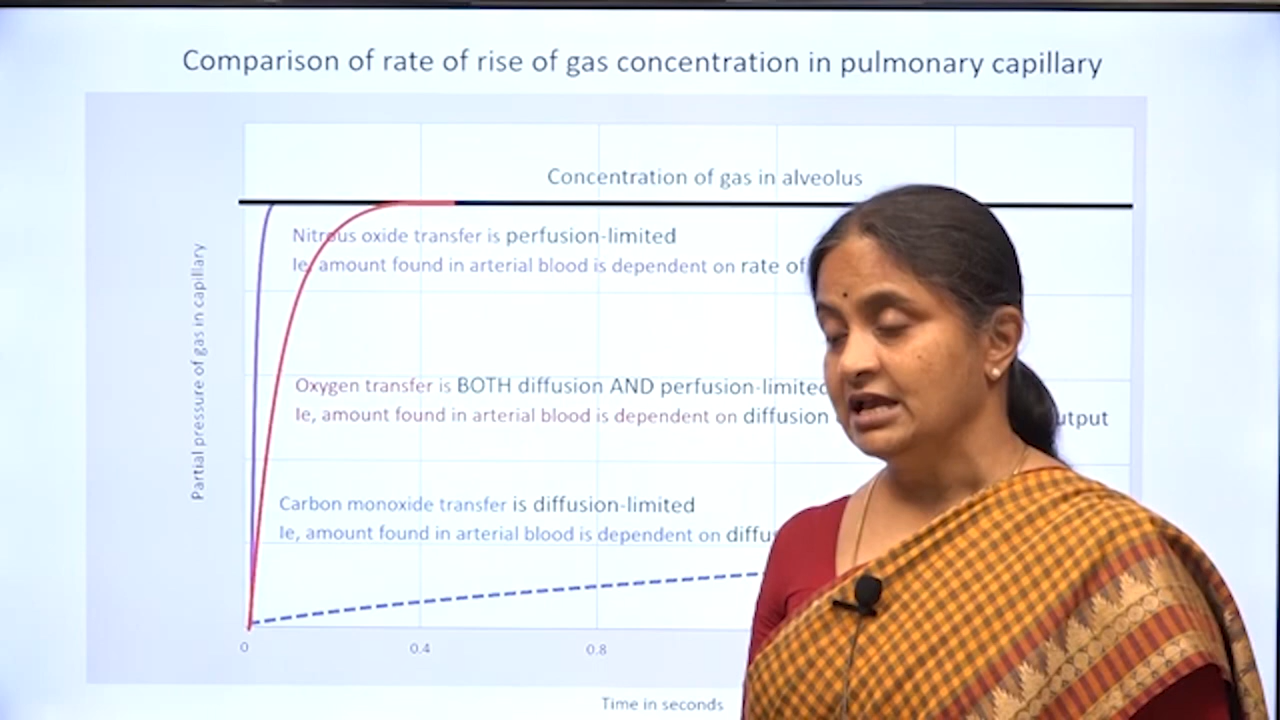 Comparison of rate of rise of gas concentration in pulmonary capillary
Concentration of gas in alveolus
Nitrous oxide transfer is perfusion-limited
Ie, amount found in arterial blood is dependent on rate of
Partial pressure of gas in capillary
Oxygen transfer is BOTH diffusion AND perfusion-limited
Ie, amount found in arterial blood is dependent on diffusion
Carbon monoxide transfer is diffusion-limited
Ie, amount found in arterial blood is dependent on
0 0.4 0.8
Time in seconds